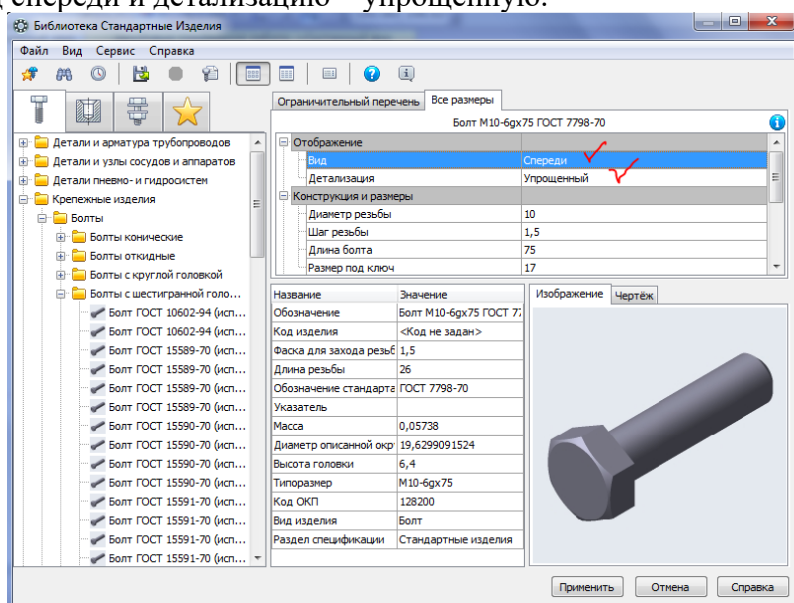 спереди и детализацию – упрощенную.
Библиотека Стандартные Изделия
Файл Вид Сервис Справка
Ограничительный перечень Все размеры
Болт М10-6gx75 ГОСТ 7798-70
Отображение
Вид Спереди
Детализация Упрощенный
Конструкция и размеры
Диаметр резьбы 10
Шаг резьбы 1,5
Длина болта 75
Размер под ключ 17
Детали и арматура трубопроводов
Детали и узлы сосудов и аппаратов
Детали пневмо- и гидросистем
Крепежные изделия
Болты
Болты конические
Болты откидные
Болты с круглой головкой
Болты с шестигранной голо...
Болт ГОСТ 10602-94 (исп...
Болт ГОСТ 10602-94 (исп...
Болт ГОСТ 15589-70 (исп...
Болт ГОСТ 15589-70 (исп...
Болт ГОСТ 15589-70 (исп...
Болт ГОСТ 15589-70 (исп...
Болт ГОСТ 15590-70 (исп...
Болт ГОСТ 15590-70 (исп...
Болт ГОСТ 15590-70 (исп...
Болт ГОСТ 15590-70 (исп...
Болт ГОСТ 15591-70 (исп...
Болт ГОСТ 15591-70 (исп...
Болт ГОСТ 15591-70 (исп...
Болт ГОСТ 15591-70 (исп...
Название Значение
Обозначение Болт М10-6gx75 ГОСТ 7
Код изделия <Код не задан>
Фаска для захода резьб 1,5
Длина резьбы 26
Обозначение стандарта ГОСТ 7798-70
Указатель
Масса 0,05738
Диаметр описанной окр 19,6299091524
Высота головки 6,4
Типоразмер М10-6gx75
Код ОКП 128200
Вид изделия Болт
Раздел спецификации Стандартные изделия
Изображение Чертёж
Применить Отмена Справка